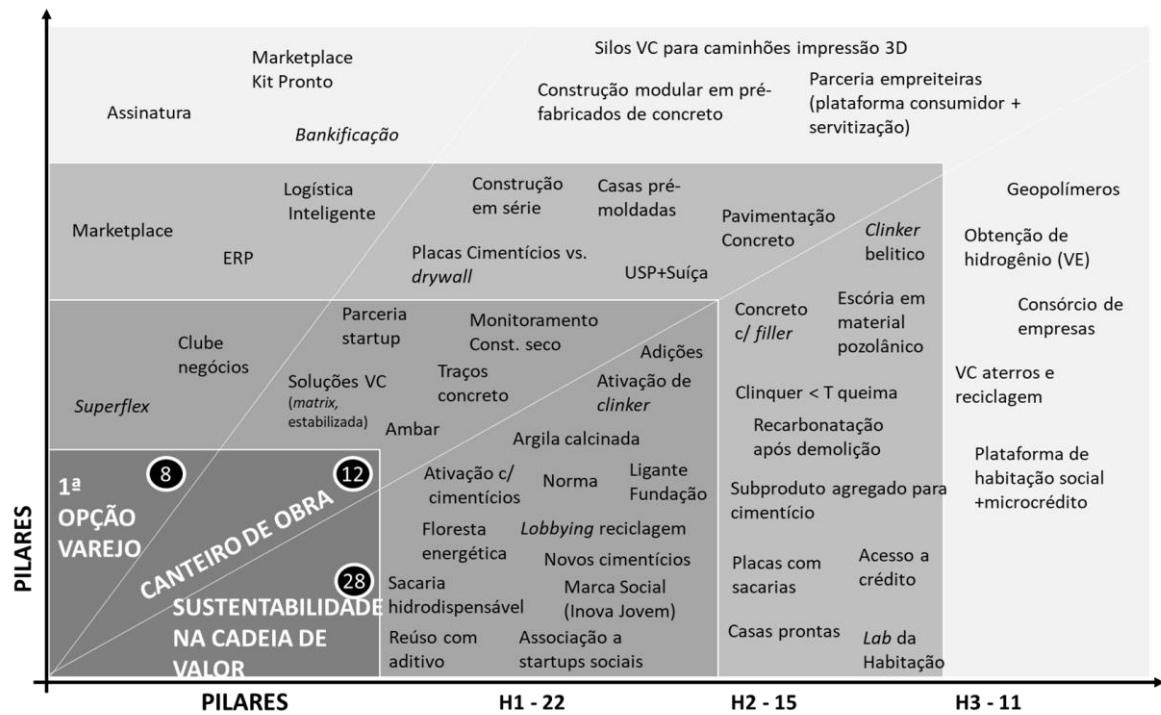 Silos VC para caminhões impressão 3D
Marketplace
Kit Pronto
Assinatura
Bankificação
Construção modular em pré-
fabricados de concreto
Parceria empreiteiras
(plataforma consumidor +
servitização)
Logística
Inteligente
Marketplace
ERP
Construção
em série
Casas pré-
moldadas
Placas Cimentícios vs.
drywall
USP+Suíça
Pavimentação
Concreto
Clinker
belitico
Geopolímeros
Obtenção de
hidrogênio (VE)
Consórcio de
empresas
VC aterros e
reciclagem
Plataforma de
habitação social
+microcrédito
Clube
negócios
Superflex
Parceria
startup
Soluções VC
(matrix,
estabilizada)
Monitoramento
Const. seco
Traços
concreto
Ambar
Adições
Ativação de
clinker
Argila calcinada
Concreto
c/ filler
Escória em
material
pozolânico
Clinquer < T queima
Recarbonatação
após demolição
Subproduto agregado para
cimentício
Placas com
sacarias
Acesso a
crédito
Casas prontas
Lab da
Habitação
Ativação c/
cimentícios
Norma
Ligante
Fundação
Floresta
energética
Lobbying reciclagem
Novos cimentícios
Sacaria
hidrodispensável
Marca Social
(Inova Jovem)
Reúso com
aditivo
Associação a
startups sociais
8
12
28
1ª
OPÇÃO
VAREJO
CANTEIRO DE OBRA
SUSTENTABILIDADE
NA CADEIA DE
VALOR
PILARES
PILARES
H1 - 22
H2 - 15
H3 - 11